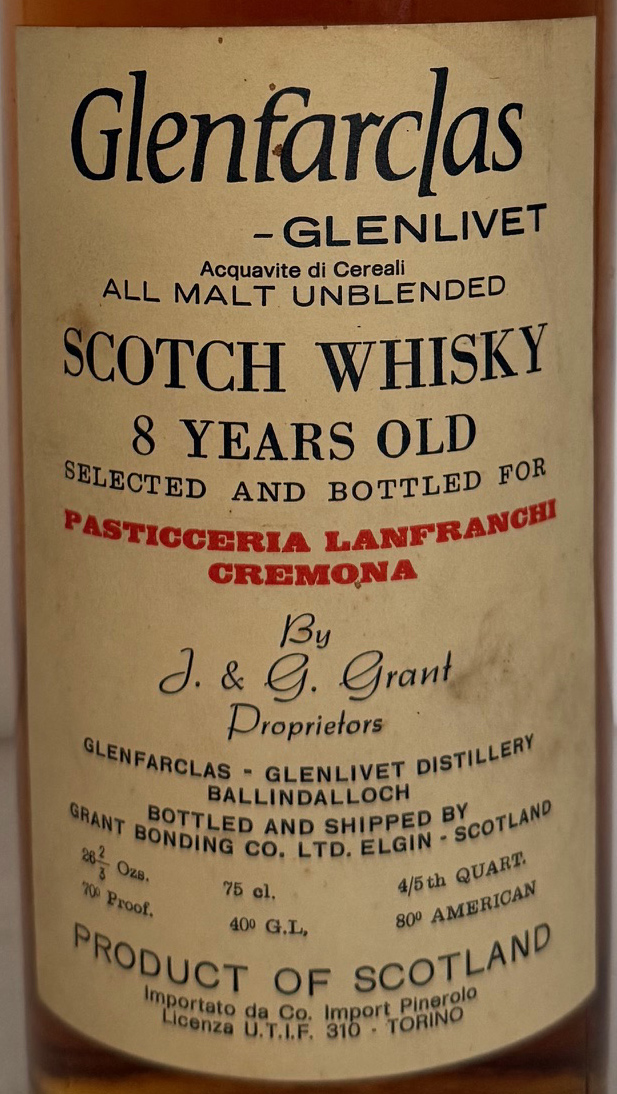 Glenfarclas
-GLENLIVET
Acquavite di Cereali
ALL MALT UNBLENDED
SCOTCH WHISKY
8 YEARS OLD
SELECTED AND BOTTLED FOR
PASTICCERIA LANFRANCHI
CREMONA
By
J. & G. Grant
Proprietors
GLENFARCLAS - GLENLIVET DISTILLERY
BALLINDALLOCH
BOTTLED AND SHIPPED BY
GRANT BONDING CO. LTD. ELGIN - SCOTLAND
26 2/3 Ozs. 75 cl. 4/5th QUART.
70º Proof. 40º G.L, 80º AMERICAN
PRODUCT OF SCOTLAND
Importato da Co. Import Pinerolo
Licenza U.T.I.F. 310 - TORINO